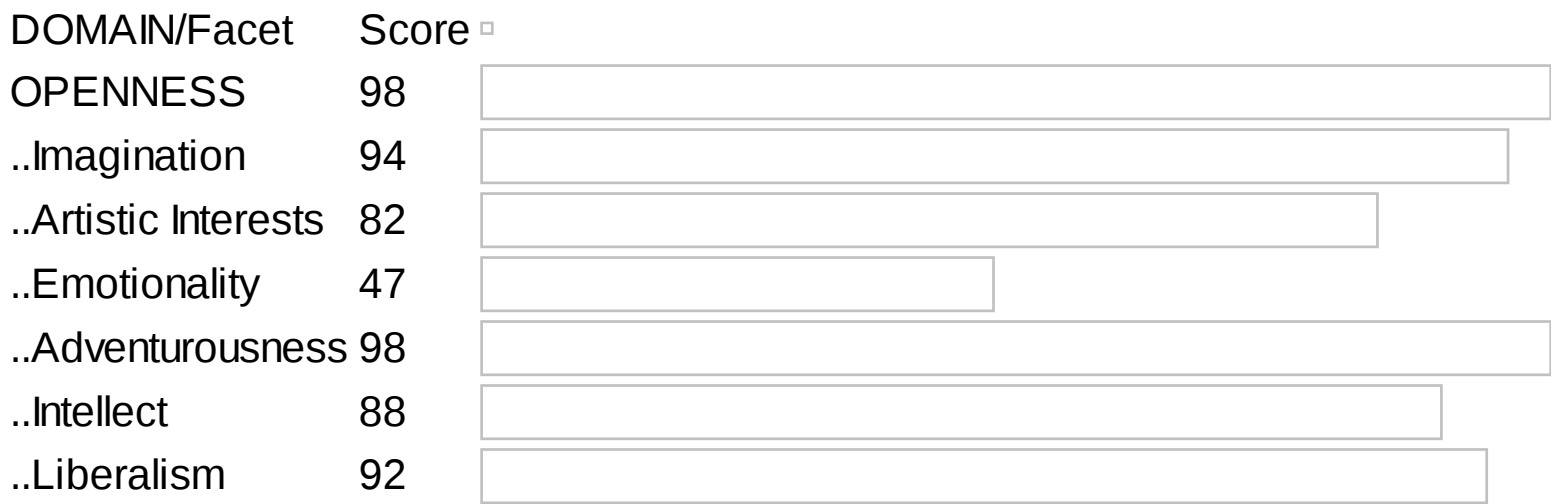 DOMAIN/Facet Score
OPENNESS 98
..Imagination 94
..Artistic Interests 82
..Emotionality 47
..Adventurousness 98
..Intellect 88
..Liberalism 92